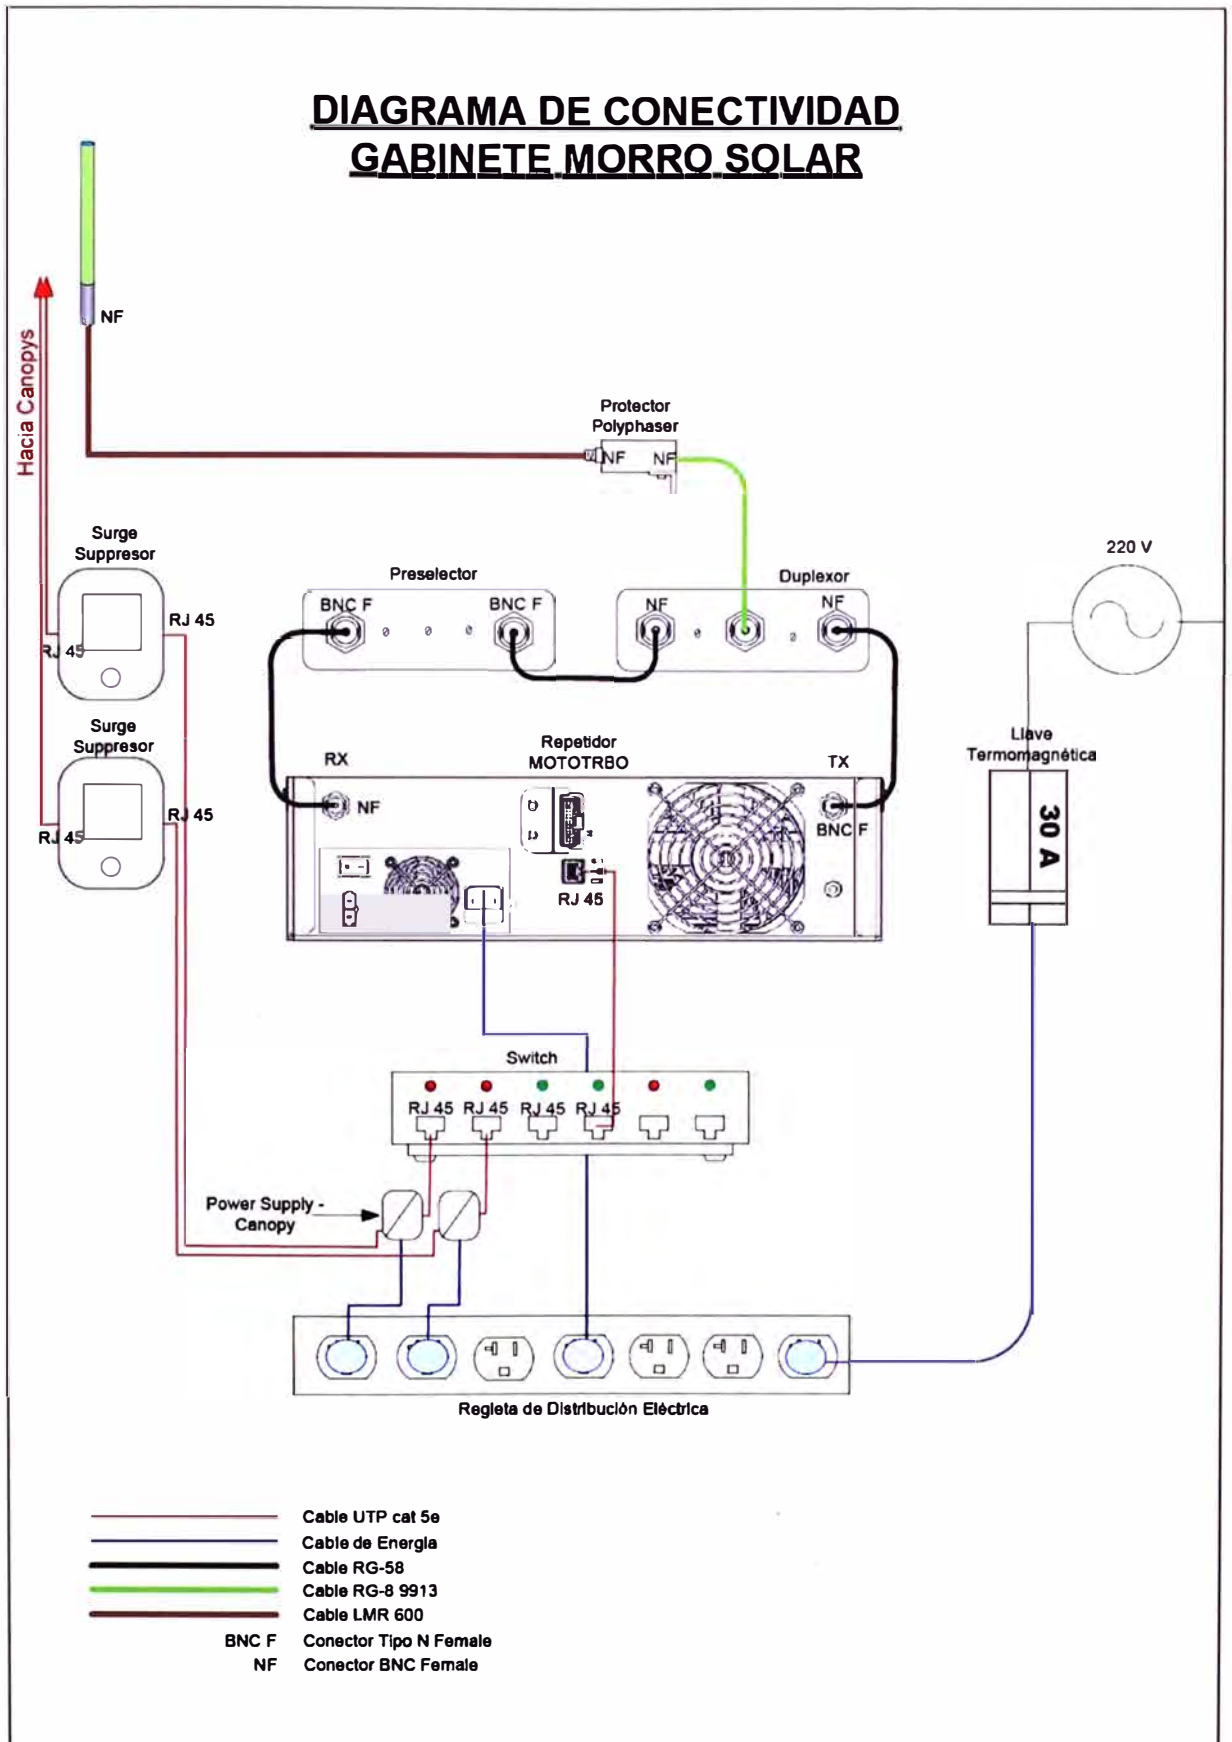 DIAGRAMA DE CONECTIVIDAD
GABINETE MORRO SOLAR
NF
Hacia Canopys
Protector
Polyphaser
NF NF
Surge
Suppresor
RJ 45
RJ 45
Surge
Suppresor
RJ 45
RJ 45
Preselector
BNC F BNC F
Duplexor
NF NF
220 V
Llave
Termomagnética
30 A
RX
Repetidor
MOTOTRBO
TX
NF
BNC F
RJ 45
Switch
RJ 45 RJ 45 RJ 45 RJ 45
Power Supply -
Canopy
Regleta de Distribución Eléctrica
Cable UTP cat 5e
Cable de Energía
Cable RG-58
Cable RG-8 9913
Cable LMR 600
BNC F Conector Tipo N Female
NF Conector BNC Female